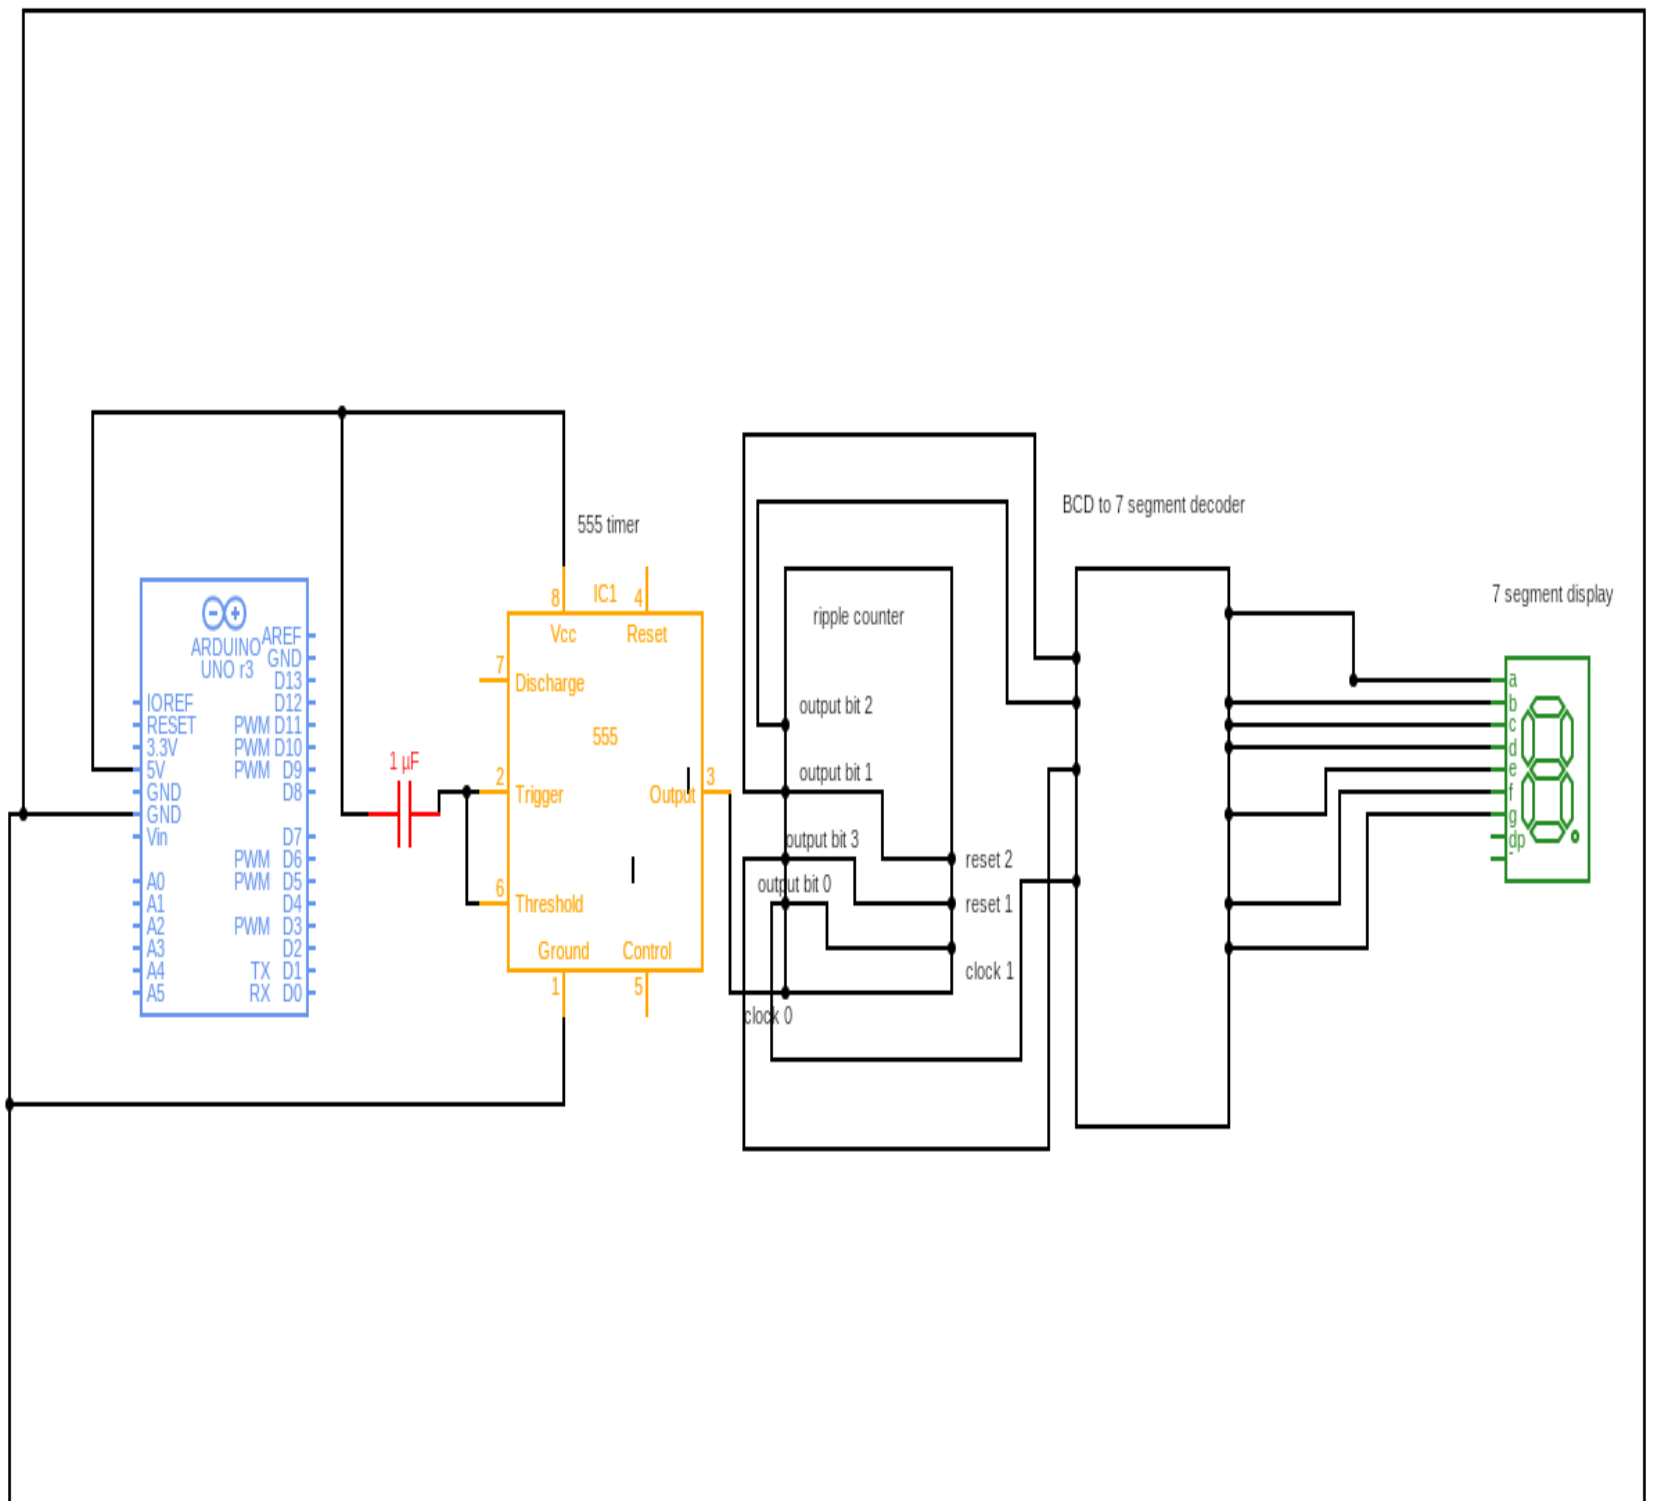 555 timer
BCD to 7 segment decoder
7 segment display
ARDUINO
UNO r3
AREF
GND
D13
IOREF D12
RESET PWM D11
3.3V PWM D10
5V PWM D9
GND D8
GND
Vin D7
PWM D6
A0 PWM D5
A1 D4
A2 PWM D3
A3 D2
A4 TX D1
A5 RX D0
1 µF
8 IC1 4
Vcc Reset
7
Discharge
555
2 3
Trigger Output
6
Threshold
Ground Control
1 5
ripple counter
output bit 2
output bit 1
output bit 3
output bit 0
reset 2
reset 1
clock 1
clock 0
a
b
c
d
e
f
g
dp
-